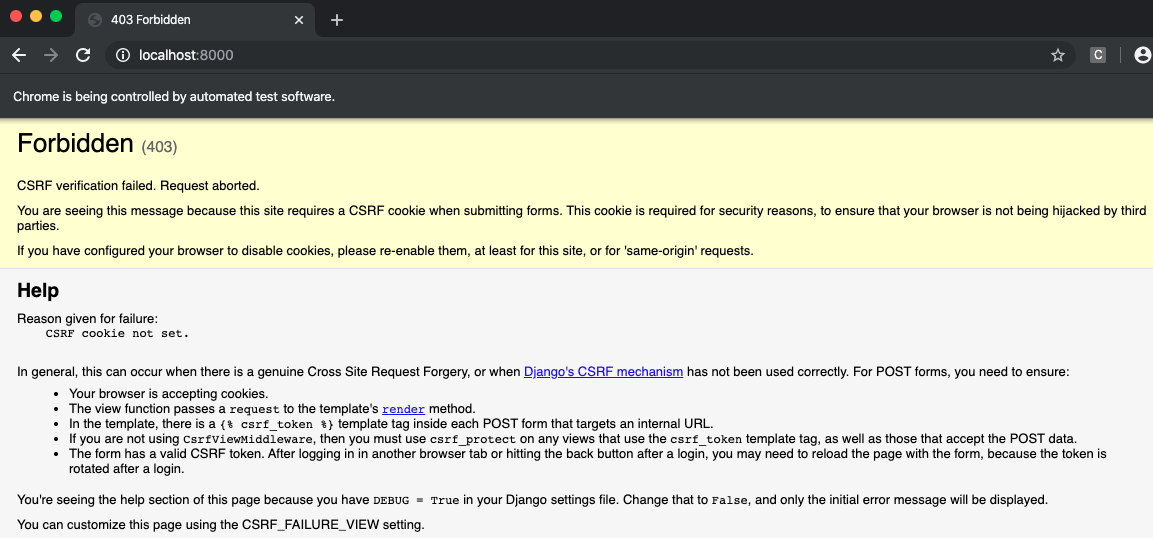 403 Forbidden
localhost:8000
C
Chrome is being controlled by automated test software.
Forbidden (403)
CSRF verification failed. Request aborted.
You are seeing this message because this site requires a CSRF cookie when submitting forms. This cookie is required for security reasons, to ensure that your browser is not being hijacked by third
parties.
If you have configured your browser to disable cookies, please re-enable them, at least for this site, or for 'same-origin' requests.
Help
Reason given for failure:
CSRF cookie not set.
In general, this can occur when there is a genuine Cross Site Request Forgery, or when Django's CSRF mechanism has not been used correctly. For POST forms, you need to ensure:
• Your browser is accepting cookies.
• The view function passes a request to the template's render method.
• In the template, there is a {% csrf_token %} template tag inside each POST form that targets an internal URL.
• If you are not using CsrfViewMiddleware, then you must use csrf_protect on any views that use the csrf_token template tag, as well as those that accept the POST data.
• The form has a valid CSRF token. After logging in in another browser tab or hitting the back button after a login, you may need to reload the page with the form, because the token is
rotated after a login.
You're seeing the help section of this page because you have DEBUG = True in your Django settings file. Change that to False, and only the initial error message will be displayed.
You can customize this page using the CSRF_FAILURE_VIEW setting.